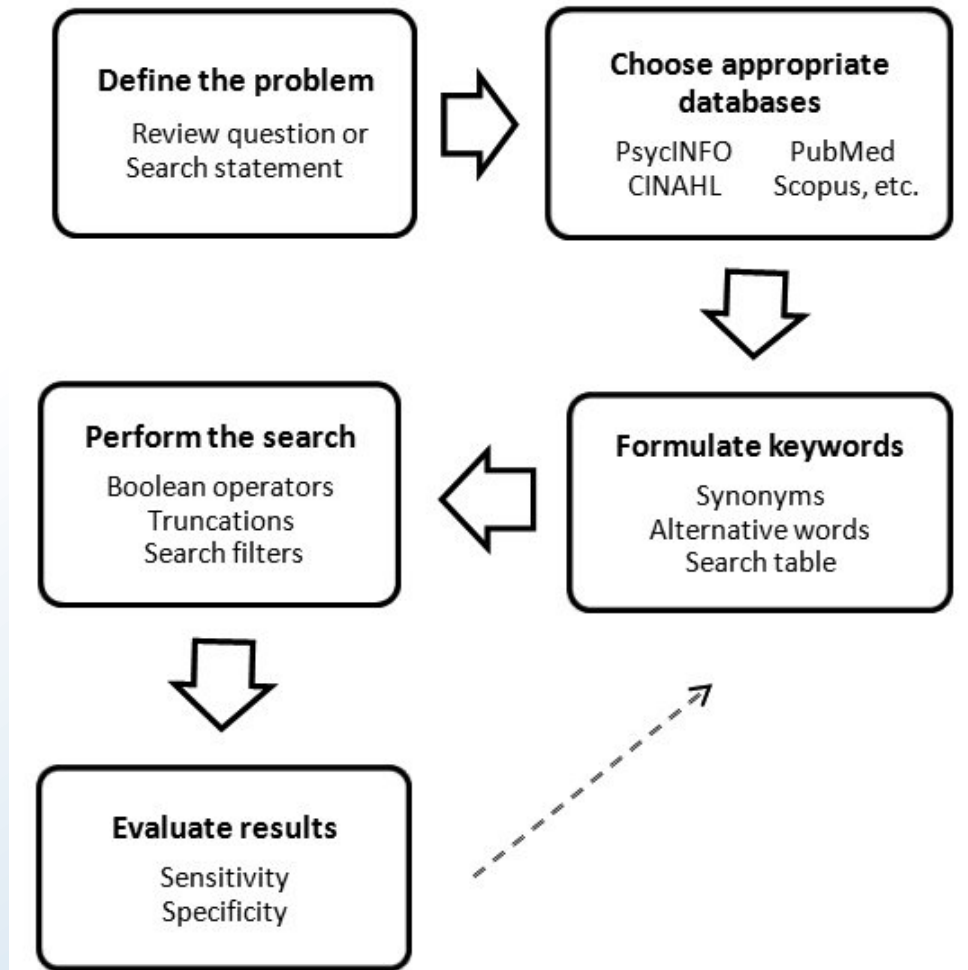 Define the problem
Review question or
Search statement
Choose appropriate
databases
PsycINFO PubMed
CINAHL Scopus, etc.
Formulate keywords
Synonyms
Alternative words
Search table
Perform the search
Boolean operators
Truncations
Search filters
Evaluate results
Sensitivity
Specificity